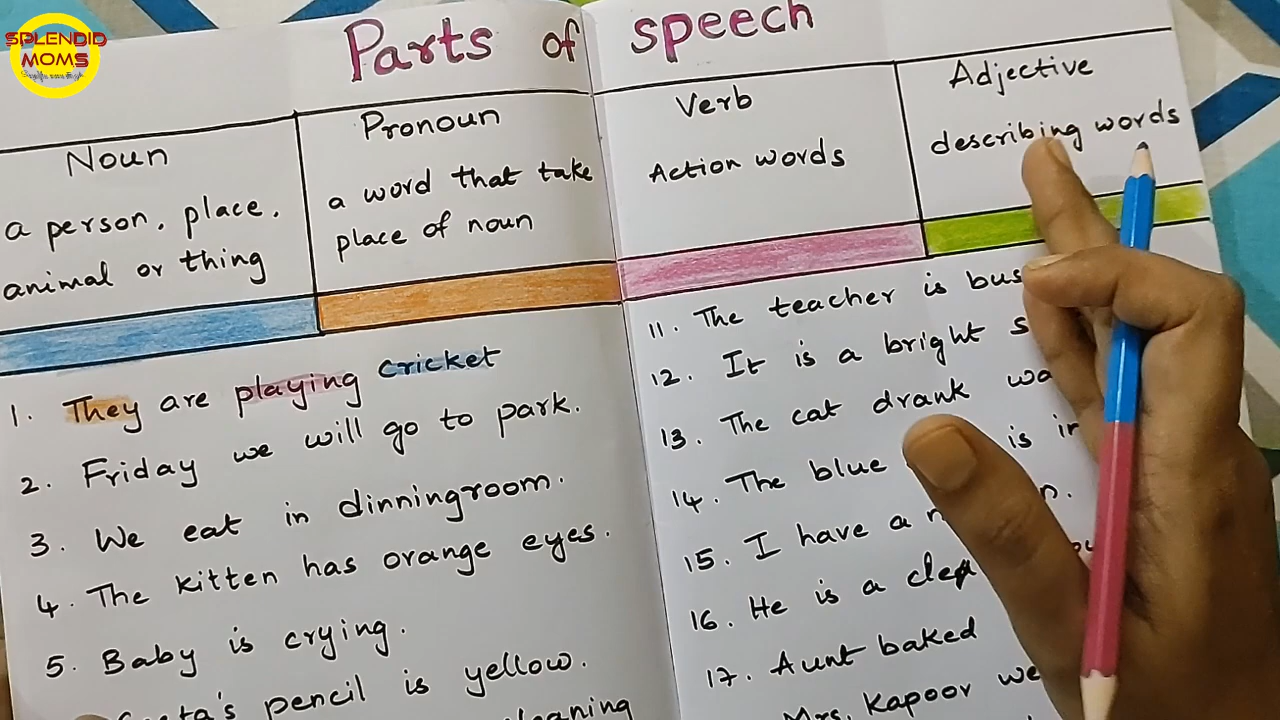 SPLENDID
MOMS
Parts of speech
Noun
a person, place,
animal or thing
Pronoun
a word that take
place of noun
Verb
Action words
Adjective
describing words
1. They are playing cricket
2. Friday we will go to park.
3. We eat in dinningroom.
4. The kitten has orange eyes.
5. Baby is crying.
pencil is yellow.
11. The teacher is
12. It is a bright
13. The cat drank
14. The blue is
15. I have a
16. He is a
17. Aunt baked
Mrs. Kapoor